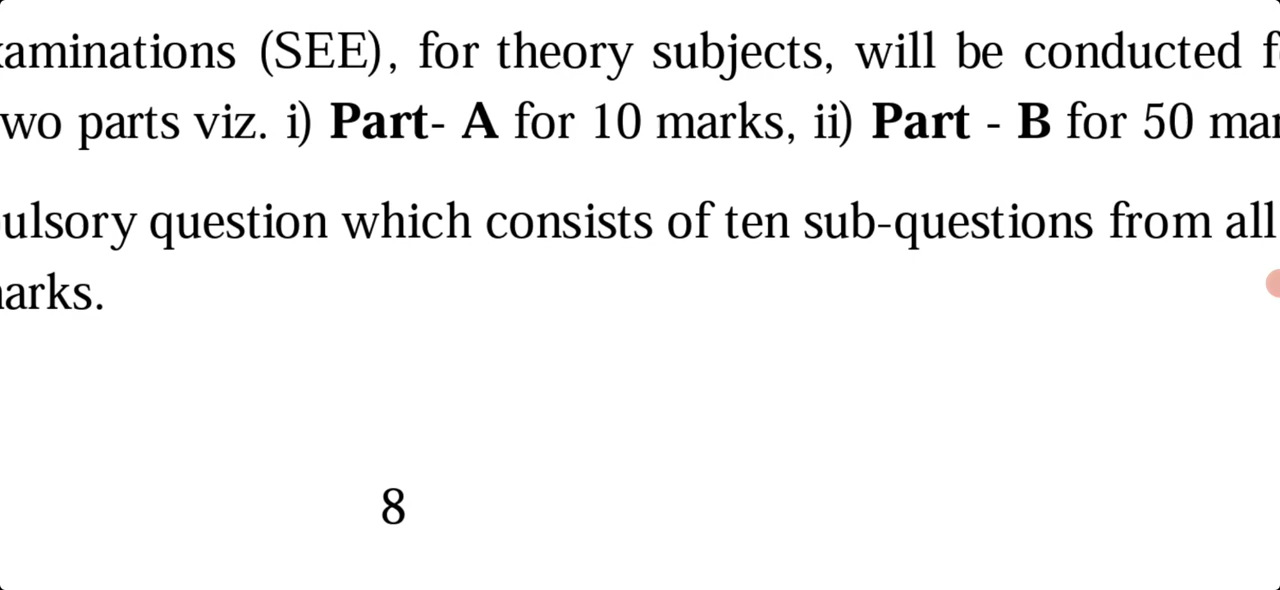 aminations (SEE), for theory subjects, will be conducted
wo parts viz. i) Part- A for 10 marks, ii) Part - B for 50 mar
ulsory question which consists of ten sub-questions from all
arks.
8